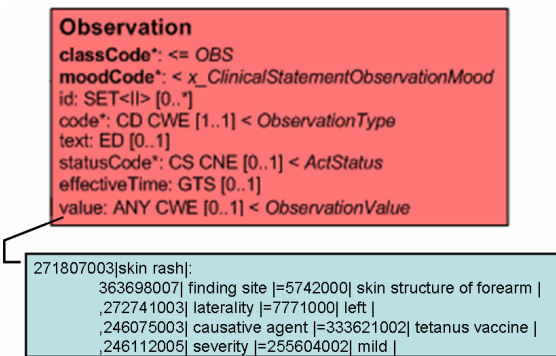 Observation
classCode*: <= OBS
moodCode*: < x_ClinicalStatementObservationMood
id: SET<II> [0..*]
code*: CD CWE [1..1] < ObservationType
text: ED [0..1]
statusCode*: CS CNE [0..1] < ActStatus
effectiveTime: GTS [0..1]
value: ANY CWE [0..1] < ObservationValue
271807003|skin rash|:
363698007| finding site |=5742000| skin structure of forearm |
,272741003| laterality |=7771000| left |
,246075003| causative agent |=333621002| tetanus vaccine |
,246112005| severity |=255604002| mild |